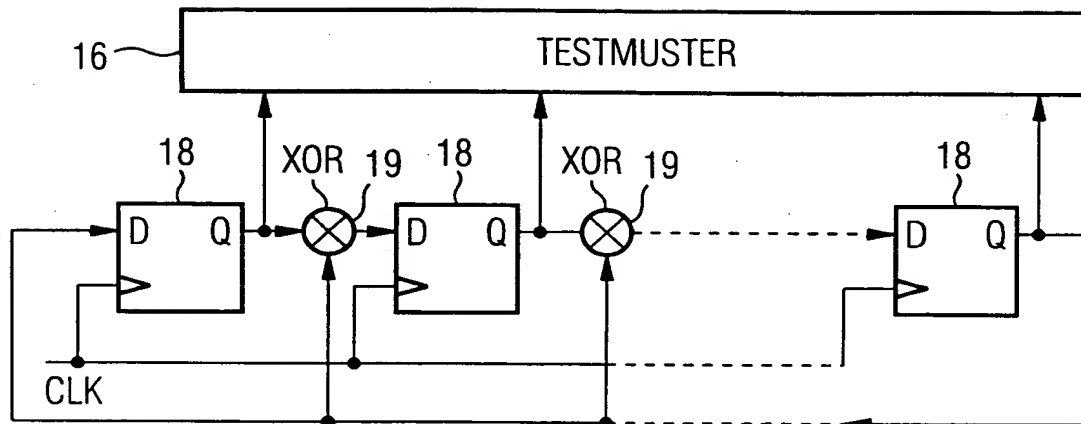 16
TESTMUSTER
18
XOR
19
18
XOR
19
18
D Q
D Q
D Q
CLK